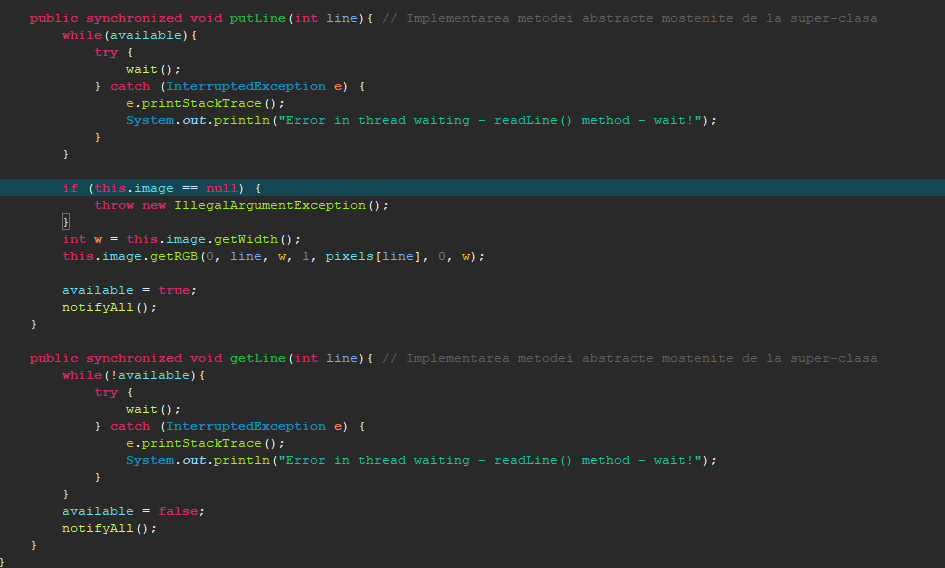 public synchronized void putLine(int line){ // Implementarea metodei abstracte mostenite de la super-clasa
while(available){
try {
wait();
} catch (InterruptedException e) {
e.printStackTrace();
System.out.println("Error in thread waiting - readLine() method - wait!");
}
}
if (this.image == null) {
throw new IllegalArgumentException();
}
int w = this.image.getWidth();
this.image.getRGB(0, line, w, 1, pixels[line], 0, w);
available = true;
notifyAll();
}
public synchronized void getLine(int line){ // Implementarea metodei abstracte mostenite de la super-clasa
while(!available){
try {
wait();
} catch (InterruptedException e) {
e.printStackTrace();
System.out.println("Error in thread waiting - readLine() method - wait!");
}
}
available = false;
notifyAll();
}
}